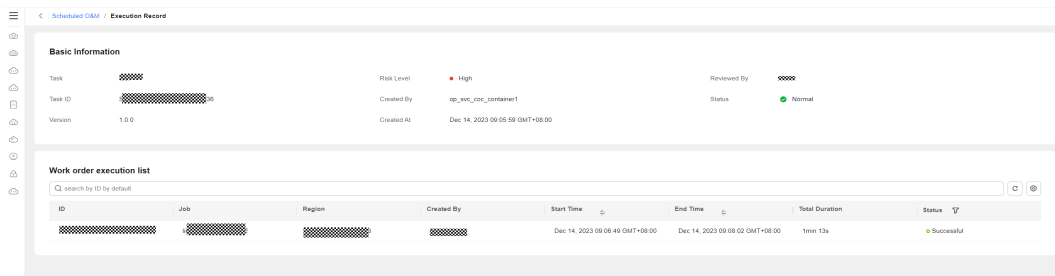 Scheduled O&M / Execution Record
Basic Information
Task
Risk Level High
Reviewed By
Task ID 36
Created By op_svc_coc_container1
Status Normal
Version 1.0.0
Created At Dec 14, 2023 09:05:59 GMT+08:00
Work order execution list
search by ID by default
ID Job Region Created By Start Time End Time Total Duration Status
Dec 14, 2023 09:06:49 GMT+08:00 Dec 14, 2023 09:08:02 GMT+08:00 1min 13s Successful